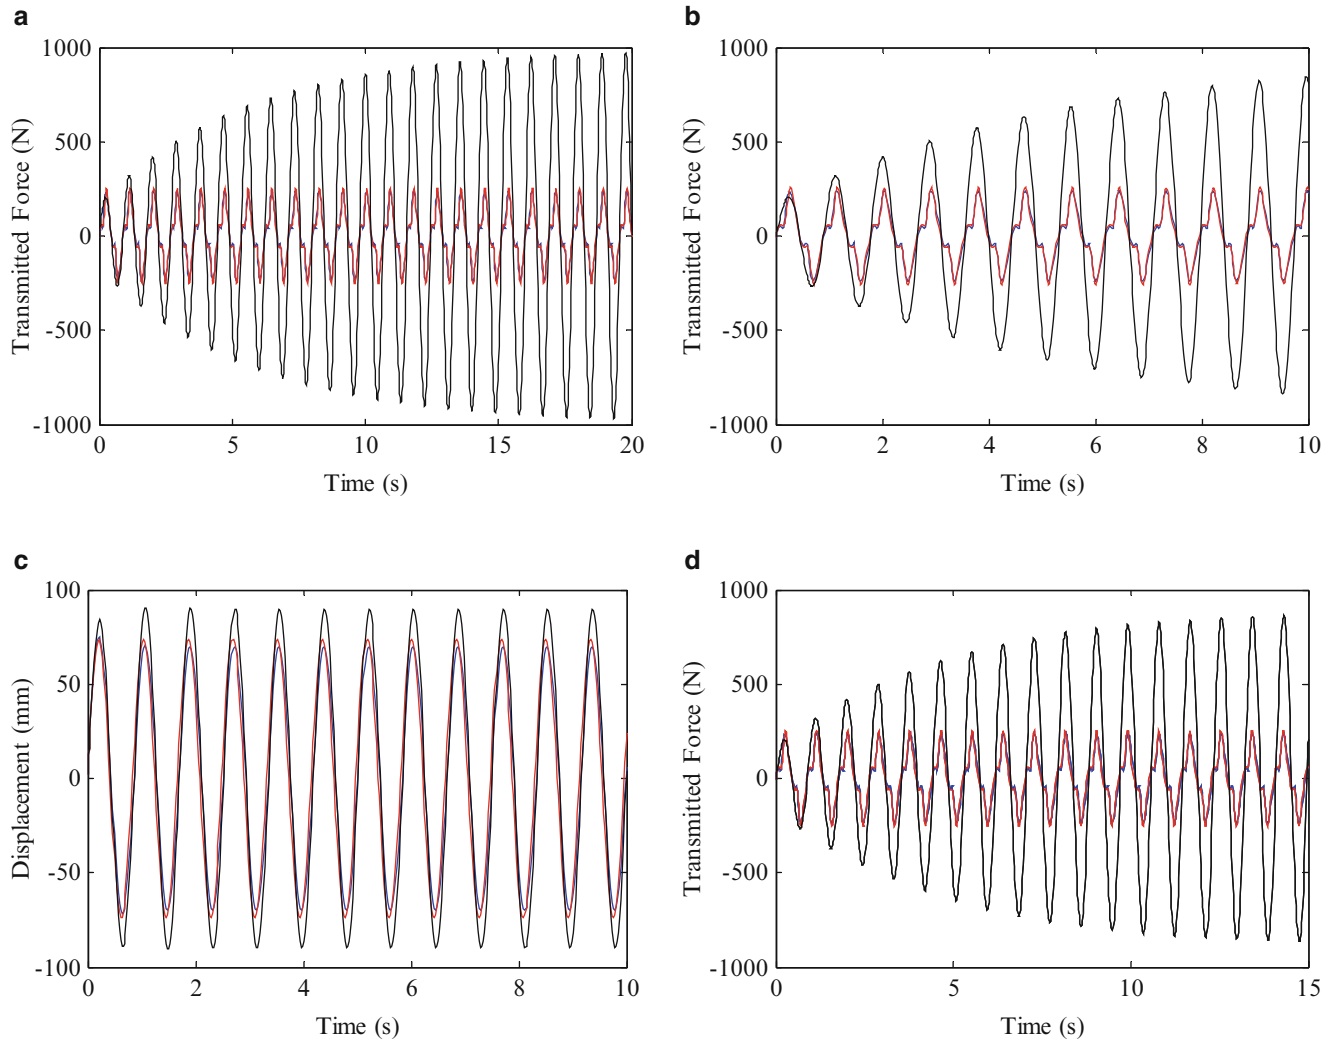 a
1000
500
0
-500
-1000
Transmitted Force (N)
0 5 10 15 20
Time (s)
b
1000
500
0
-500
-1000
Transmitted Force (N)
0 2 4 6 8 10
Time (s)
c
100
50
0
-50
-100
Displacement (mm)
0 2 4 6 8 10
Time (s)
d
1000
500
0
-500
-1000
Transmitted Force (N)
0 5 10 15
Time (s)